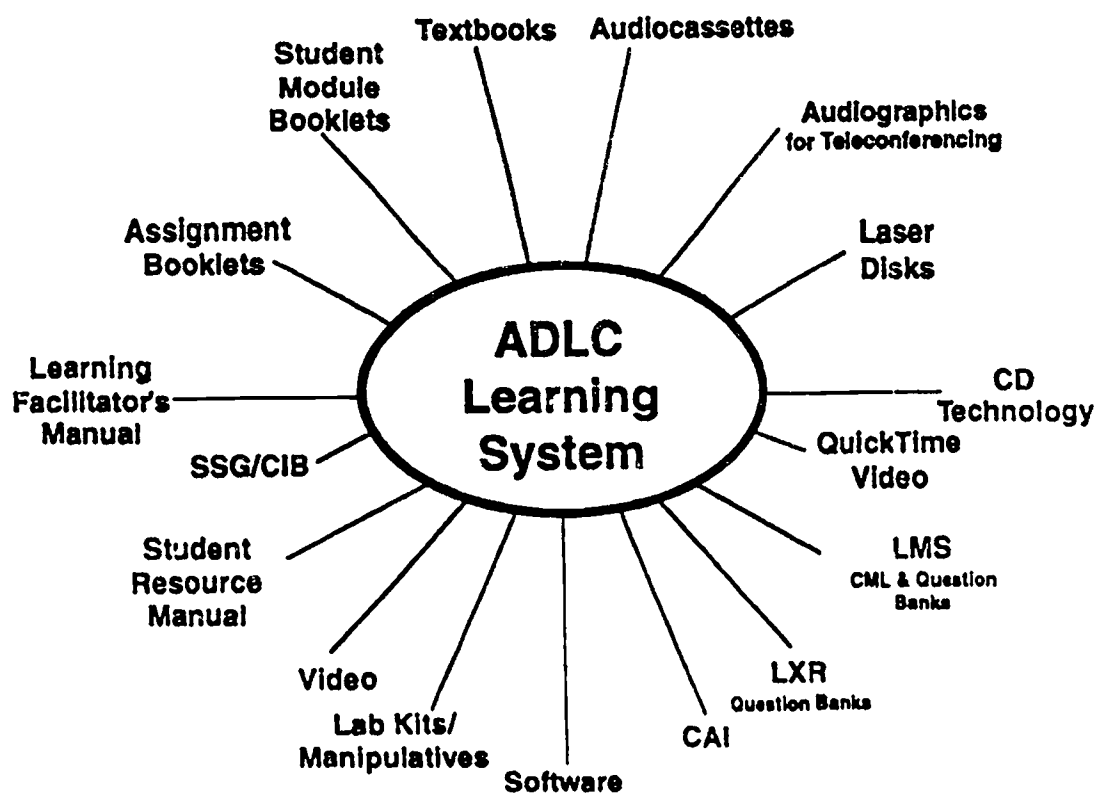 Textbooks
Audiocassettes
Student
Module
Booklets
Audiographics
for Teleconferencing
Assignment
Booklets
Laser
Disks
ADLC
Learning
System
Learning
Facilitator's
Manual
CD
Technology
SSG/CIB
QuickTime
Video
Student
Resource
Manual
LMS
CML & Question
Banks
Video
LXR
Question Banks
Lab Kits/
Manipulatives
CAI
Software